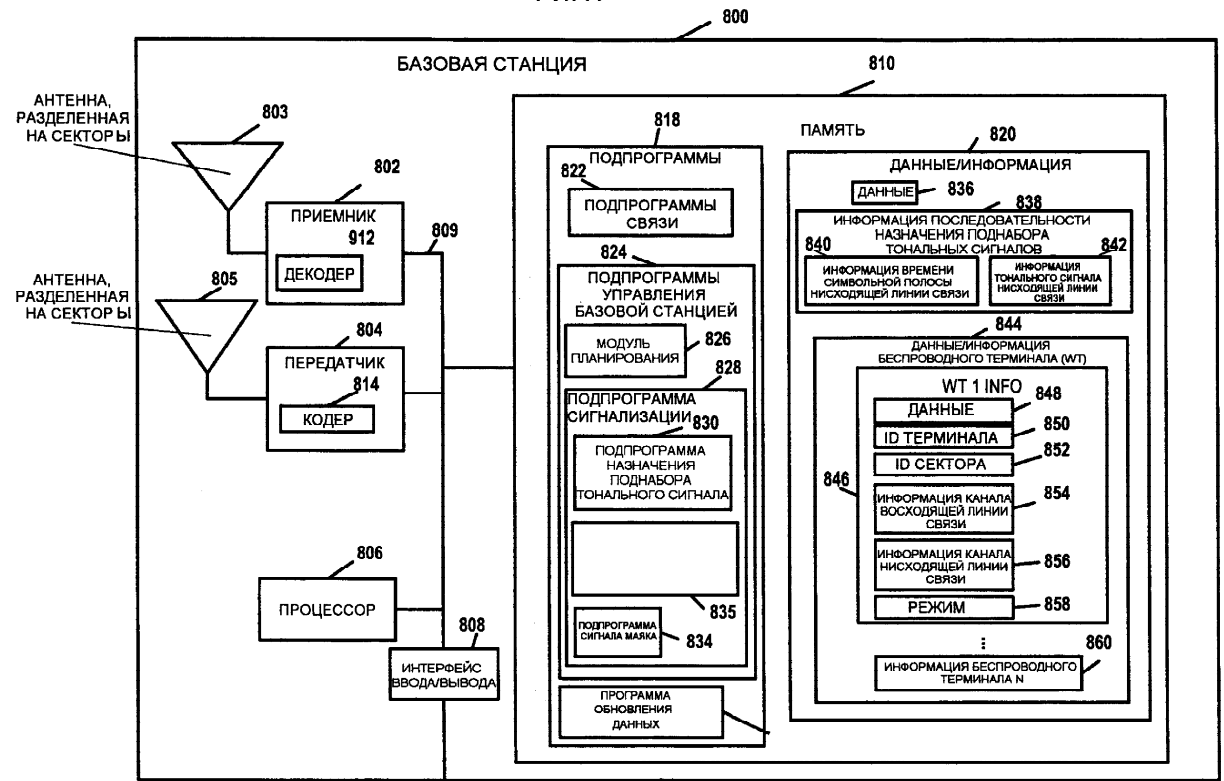 800
БАЗОВАЯ СТАНЦИЯ
810
АНТЕННА,
РАЗДЕЛЕННАЯ
НА СЕКТОРЫ
803
802
ПРИЕМНИК
912
ДЕКОДЕР
809
АНТЕННА,
РАЗДЕЛЕННАЯ
НА СЕКТОРЫ
805
804
ПЕРЕДАТЧИК
814
КОДЕР
806
ПРОЦЕССОР
808
ИНТЕРФЕЙС
ВВОДА/ВЫВОДА
ПАМЯТЬ
818
ПОДПРОГРАММЫ
822
ПОДПРОГРАММЫ
СВЯЗИ
824
ПОДПРОГРАММЫ
УПРАВЛЕНИЯ
БАЗОВОЙ СТАНЦИЕЙ
МОДУЛЬ
ПЛАНИРОВАНИЯ
826
828
ПОДПРОГРАММА
СИГНАЛИЗАЦИИ
830
ПОДПРОГРАММА
НАЗНАЧЕНИЯ
ПОДНАБОРА
ТОНАЛЬНОГО СИГНАЛА
835
ПОДПРОГРАММА
СИГНАЛА МАЯКА
834
ПРОГРАММА
ОБНОВЛЕНИЯ
ДАННЫХ
820
ДАННЫЕ/ИНФОРМАЦИЯ
ДАННЫЕ
836
838
ИНФОРМАЦИЯ ПОСЛЕДОВАТЕЛЬНОСТИ
НАЗНАЧЕНИЯ ПОДНАБОРА
ТОНАЛЬНЫХ СИГНАЛОВ
840
842
ИНФОРМАЦИЯ ВРЕМЕНИ
СИМВОЛЬНОЙ ПОЛОСЫ
НИСХОДЯЩЕЙ ЛИНИИ СВЯЗИ
ИНФОРМАЦИЯ
ТОНАЛЬНОГО СИГНАЛА
НИСХОДЯЩЕЙ ЛИНИИ
СВЯЗИ
844
ДАННЫЕ/ИНФОРМАЦИЯ
БЕСПРОВОДНОГО ТЕРМИНАЛА (WT)
WT 1 INFO
846
ДАННЫЕ
848
ID ТЕРМИНАЛА
850
ID СЕКТОРА
852
ИНФОРМАЦИЯ КАНАЛА
ВОСХОДЯЩЕЙ ЛИНИИ
СВЯЗИ
854
ИНФОРМАЦИЯ КАНАЛА
НИСХОДЯЩЕЙ ЛИНИИ
СВЯЗИ
856
РЕЖИМ
858
⋮
860
ИНФОРМАЦИЯ БЕСПРОВОДНОГО
ТЕРМИНАЛА N